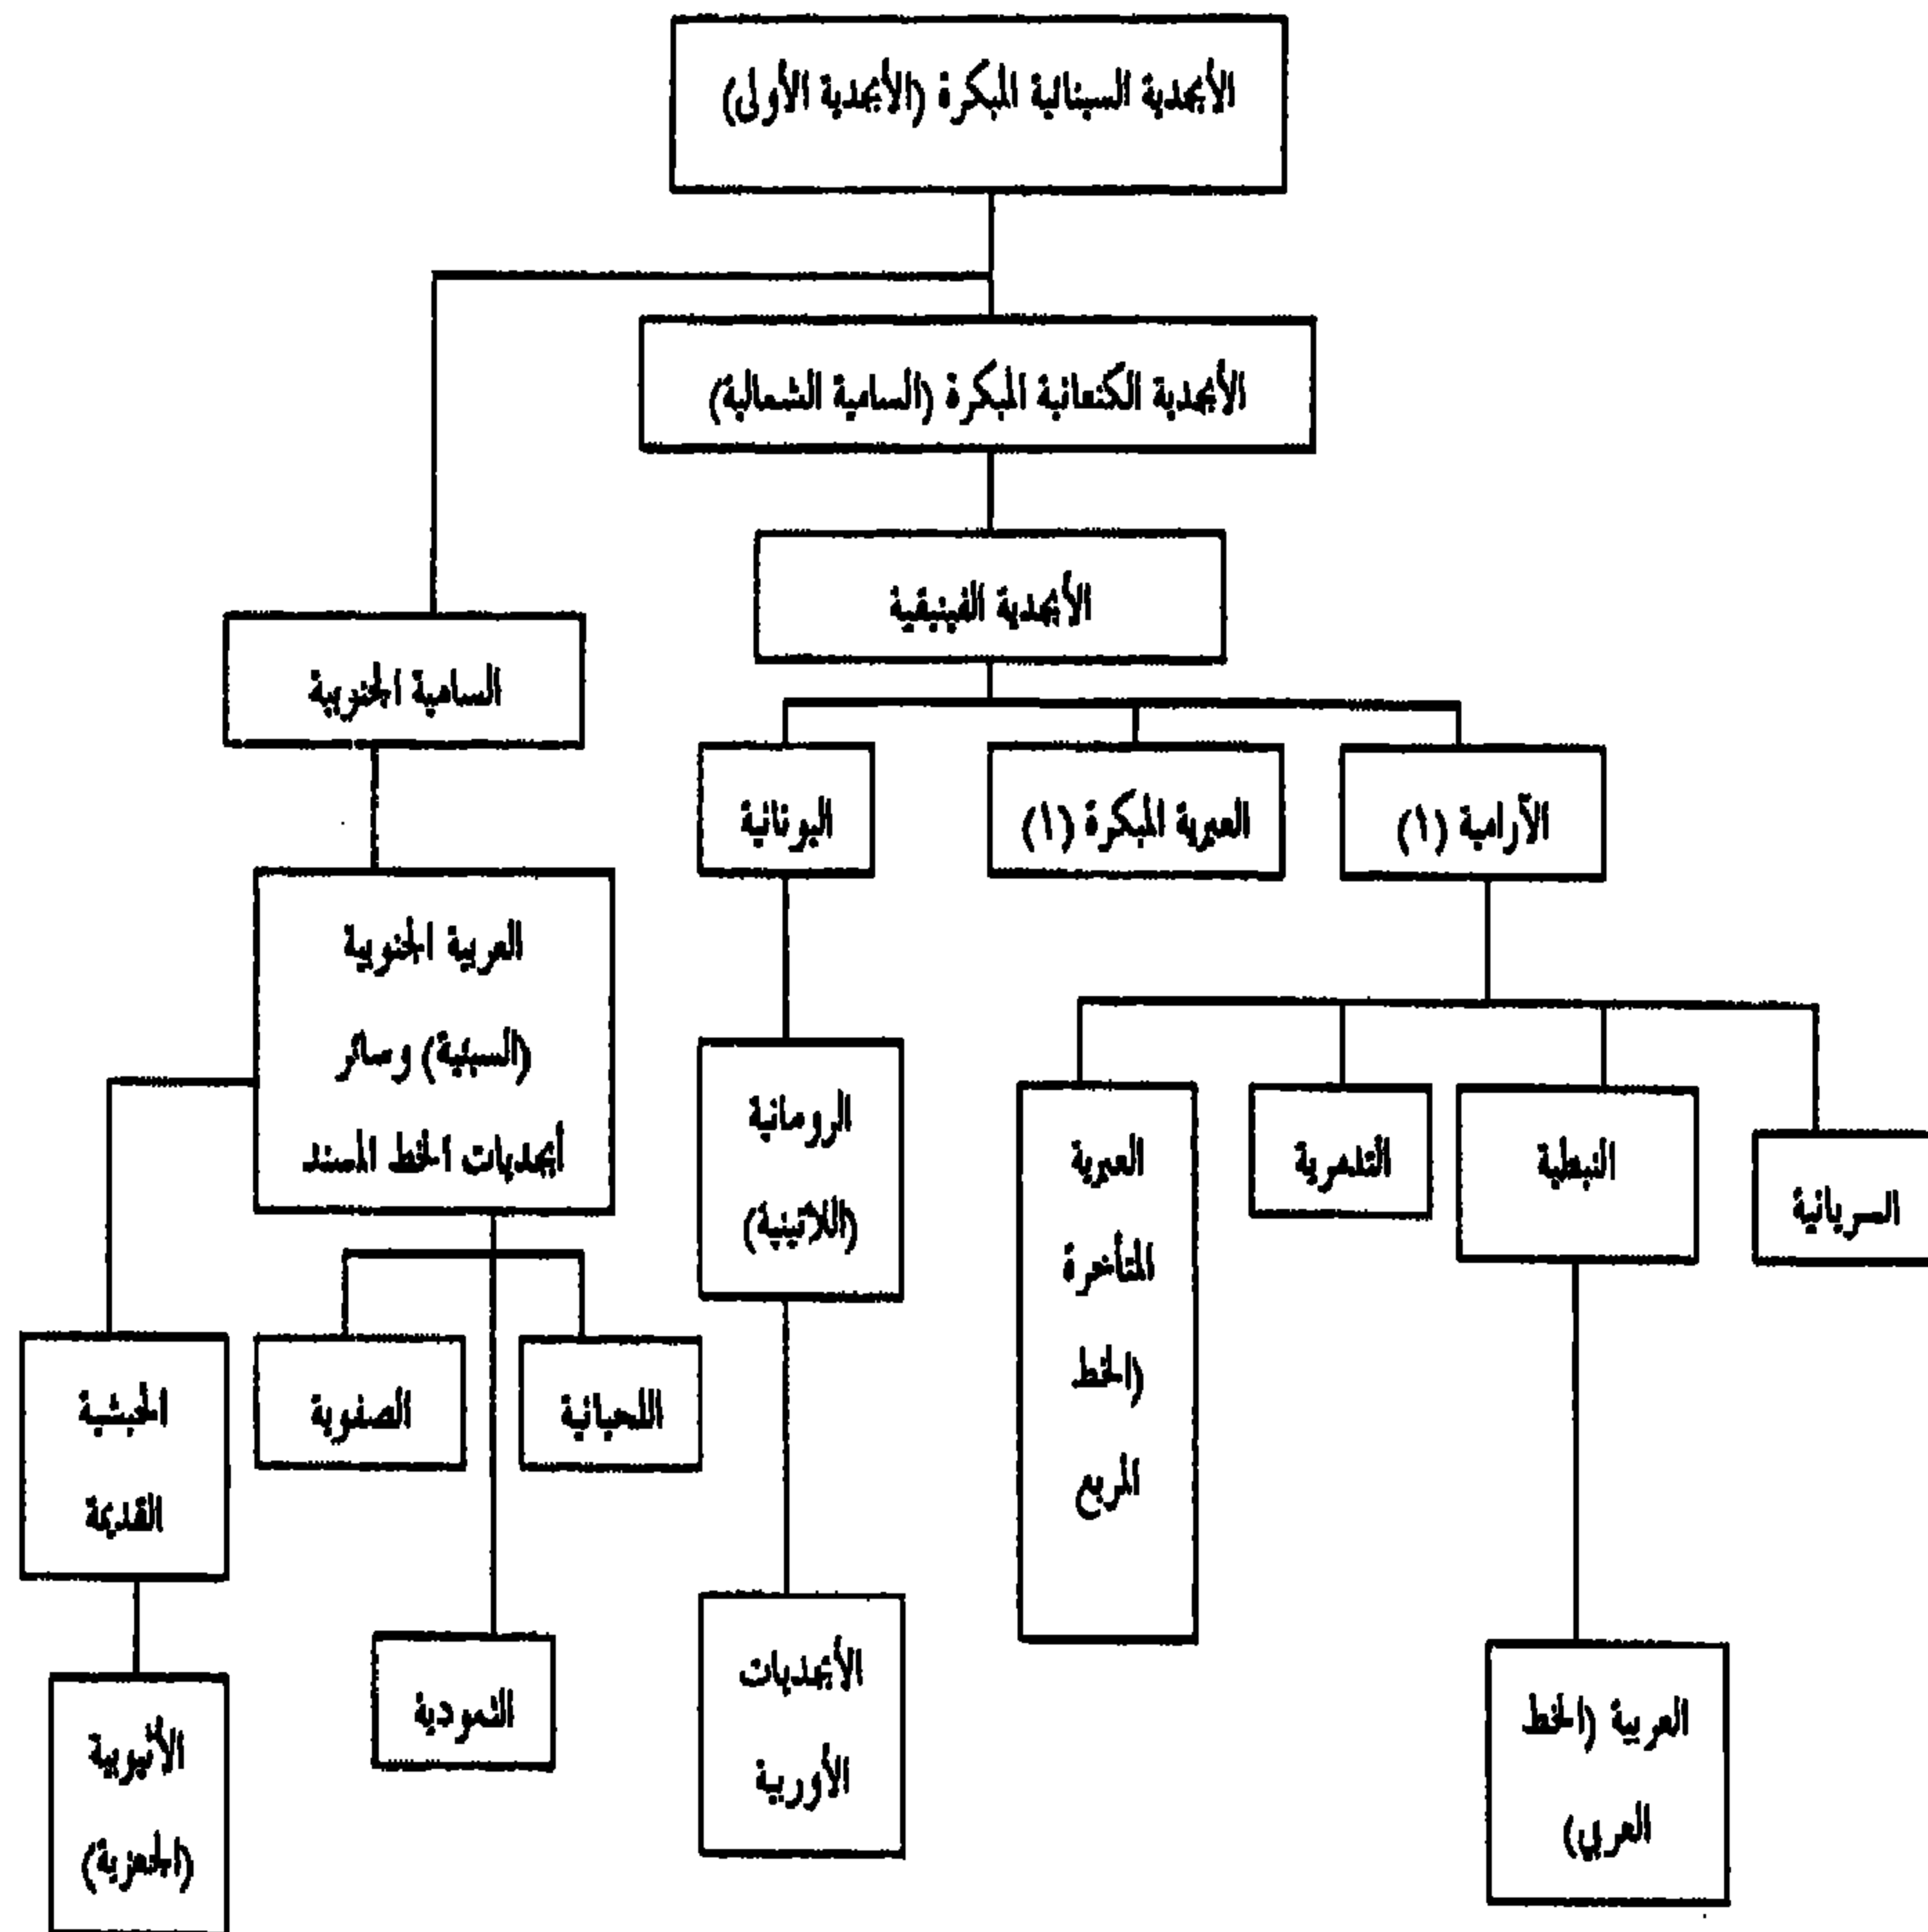 الأبجدية السينائية المبكرة (الأبجدية الأولى)
الأبجدية الكنعانية المبكرة (السامية الشمالية)
الأبجدية الفينيقية
السامية الجنوبية
الآرامية (١)
العبرية المبكرة (١)
اليونانية
العربية الجنوبية
(السبئية) وسائر
أبجديات الخط المسند
السريانية
النبطية
التدمرية
العبرية
المتأخرة
(الخط
المربع
الرومانية
(اللاتينية)
اللحيانية
الصفوية
الحبشية
القديمة
العربية (الخط
العربي)
الأبجديات
الأوربية
الثمودية
الأثيوبية
(الجعزية)